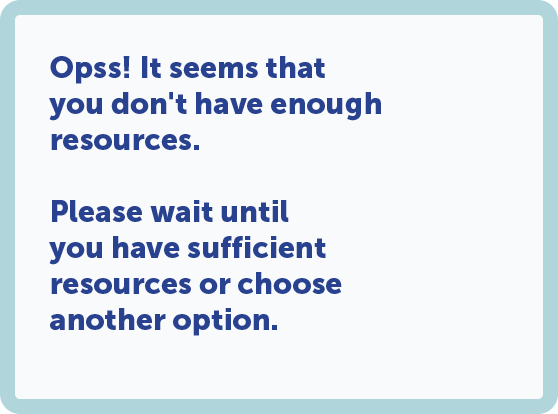 Opss! It seems that
you don't have enough
resources.
Please wait until
you have sufficient
resources or choose
another option.